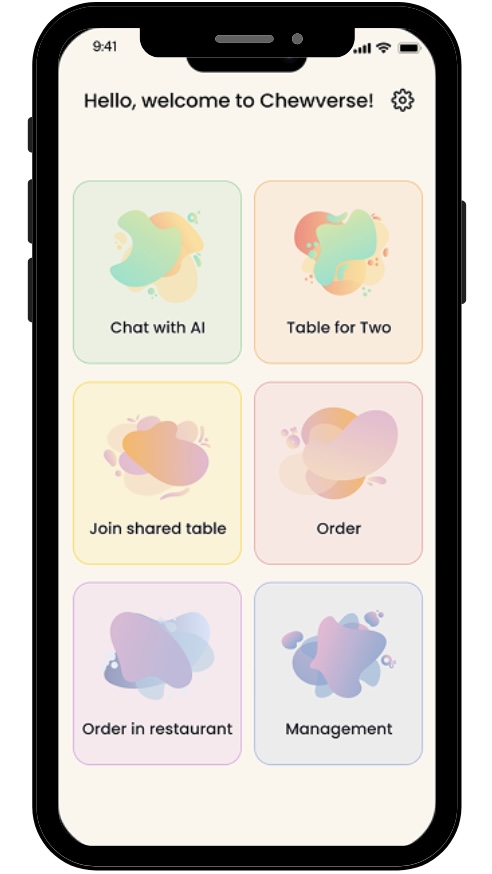 9:41
Hello, welcome to Chewverse!
Chat with AI
Table for Two
Join shared table
Order
Order in restaurant
Management